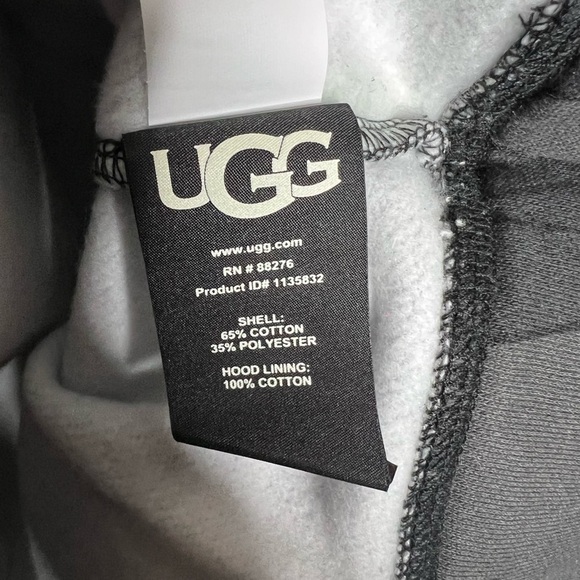 UGG
www.ugg.com
RN # 88276
Product ID# 1135832
SHELL:
65% COTTON
35% POLYESTER
HOOD LINING:
100% COTTON